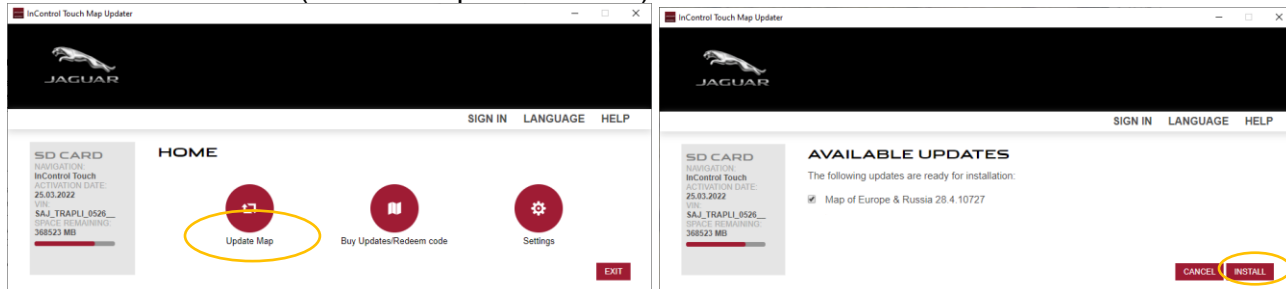 InControl Touch Map Updater
JAGUAR
SIGN IN LANGUAGE HELP
SD CARD
NAVIGATION:
InControl Touch
ACTIVATION DATE:
25.03.2022
VIN:
SAJ_TRAPLI_0526__
SPACE REMAINING:
368523 MB
HOME
Update Map
Buy Updates/Redeem code
Settings
EXIT
InControl Touch Map Updater
JAGUAR
SIGN IN LANGUAGE HELP
SD CARD
NAVIGATION:
InControl Touch
ACTIVATION DATE:
25.03.2022
VIN:
SAJ_TRAPLI_0526__
SPACE REMAINING:
368523 MB
AVAILABLE UPDATES
The following updates are ready for installation:
Map of Europe & Russia 28.4.10727
CANCEL INSTALL